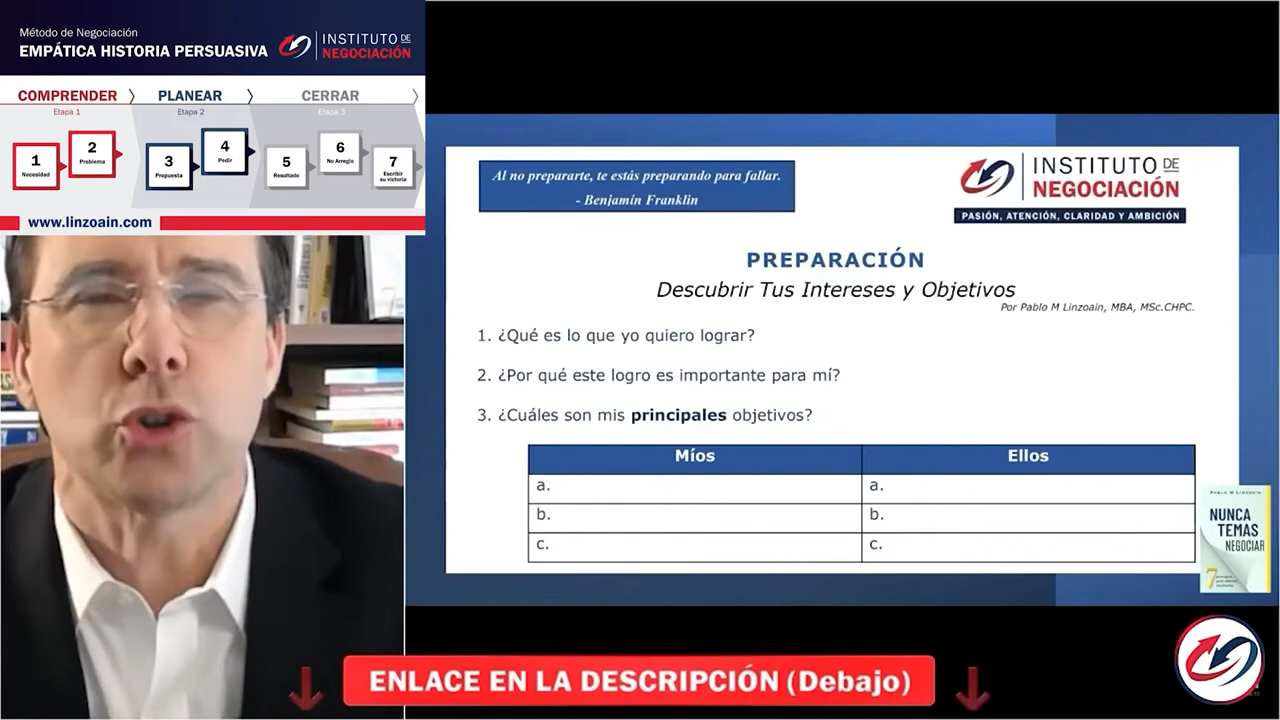 Método de Negociación
EMPÁTICA HISTORIA PERSUASIVA
INSTITUTO DE
NEGOCIACIÓN
COMPRENDER
PLANEAR
CERRAR
Etapa 1
Etapa 2
Etapa 3
1
Necesidad
2
Problema
3
Propuesta
4
Pedir
5
Resultado
6
No Arreglo
7
Escribir
su victoria
www.linzoain.com
Al no prepararte, te estás preparando para fallar.
- Benjamín Franklin
INSTITUTO DE
NEGOCIACIÓN
PASIÓN, ATENCIÓN, CLARIDAD Y AMBICIÓN
PREPARACIÓN
Descubrir Tus Intereses y Objetivos
Por Pablo M Linzoain, MBA, MSc.CHPC.
1. ¿Qué es lo que yo quiero lograr?
2. ¿Por qué este logro es importante para mí?
3. ¿Cuáles son mis principales objetivos?
Míos
Ellos
a.
a.
b.
b.
c.
c.
PABLO M LINZOAIN
NUNCA
TEMAS
NEGOCIAR
7
ENLACE EN LA DESCRIPCIÓN (Debajo)